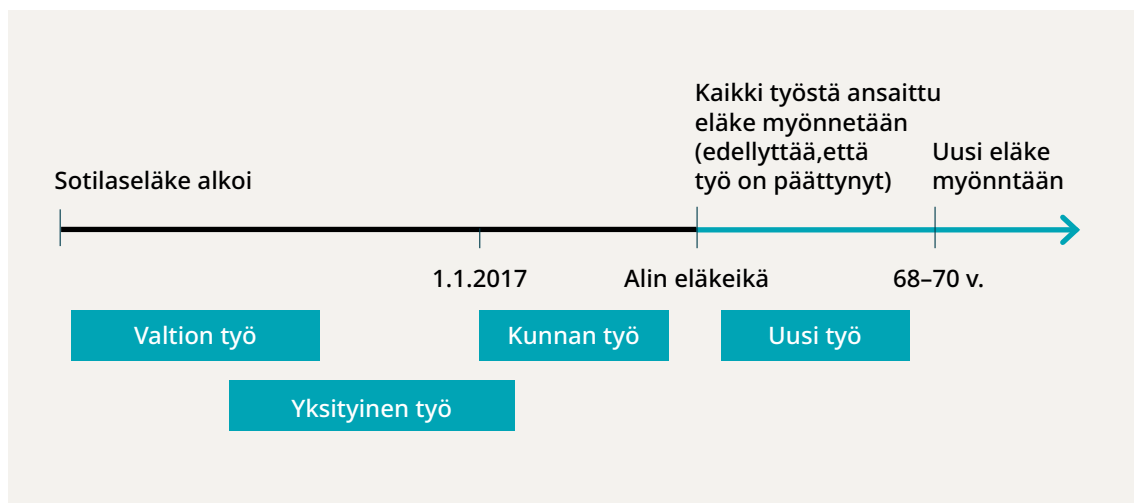 Kaikki työstä ansaittu
eläke myönnetään
(edellyttää,että
työ on päättynyt)
Uusi eläke
myönntään
Sotilaseläke alkoi
1.1.2017
Alin eläkeikä
68–70 v.
Valtion työ
Kunnan työ
Uusi työ
Yksityinen työ